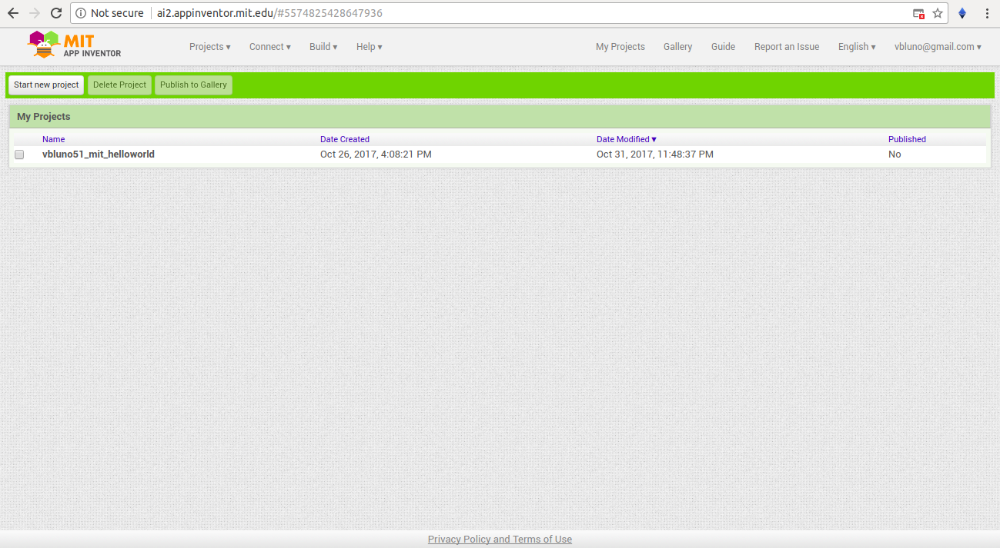 Not secure ai2.appinventor.mit.edu/#5574825428647936
MIT
APP INVENTOR
Projects ▾ Connect ▾ Build ▾ Help ▾ My Projects Gallery Guide Report an Issue English ▾ vbluno@gmail.com ▾
Start new project Delete Project Publish to Gallery
My Projects
Name Date Created Date Modified ▼ Published
vbluno51_mit_helloworld Oct 26, 2017, 4:08:21 PM Oct 31, 2017, 11:48:37 PM No
Privacy Policy and Terms of Use